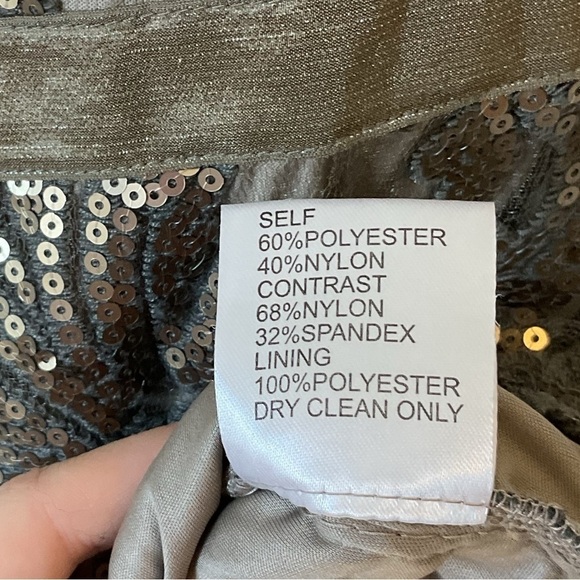 SELF
60%POLYESTER
40%NYLON
CONTRAST
68%NYLON
32%SPANDEX
LINING
100%POLYESTER
DRY CLEAN ONLY